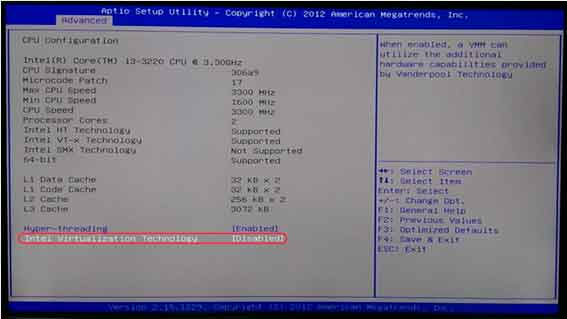 Aptio Setup Utility - Copyright (C) 2012 American Megatrends, Inc.
Advanced
CPU Configuration
Intel(R) Core(TM) i3-3220 CPU @ 3.30GHz
CPU Signature 306a9
Microcode Patch 17
Max CPU Speed 3300 MHz
Min CPU Speed 1600 MHz
CPU Speed 3300 MHz
Processor Cores 2
Intel HT Technology Supported
Intel VT-x Technology Supported
Intel SMX Technology Not Supported
64-bit Supported
L1 Data Cache 32 kB x 2
L1 Code Cache 32 kB x 2
L2 Cache 256 kB x 2
L3 Cache 3072 kB
Hyper-threading [Enabled]
Intel Virtualization Technology [Disabled]
When enabled, a VMM can
utilize the additional
hardware capabilities provided
by Vanderpool Technology
→←: Select Screen
↑↓: Select Item
Enter: Select
+/-: Change Opt.
F1: General Help
F2: Previous Values
F3: Optimized Defaults
F4: Save & Exit
ESC: Exit
Version 2.15.1229. Copyright (C) 2012 American Megatrends, Inc.